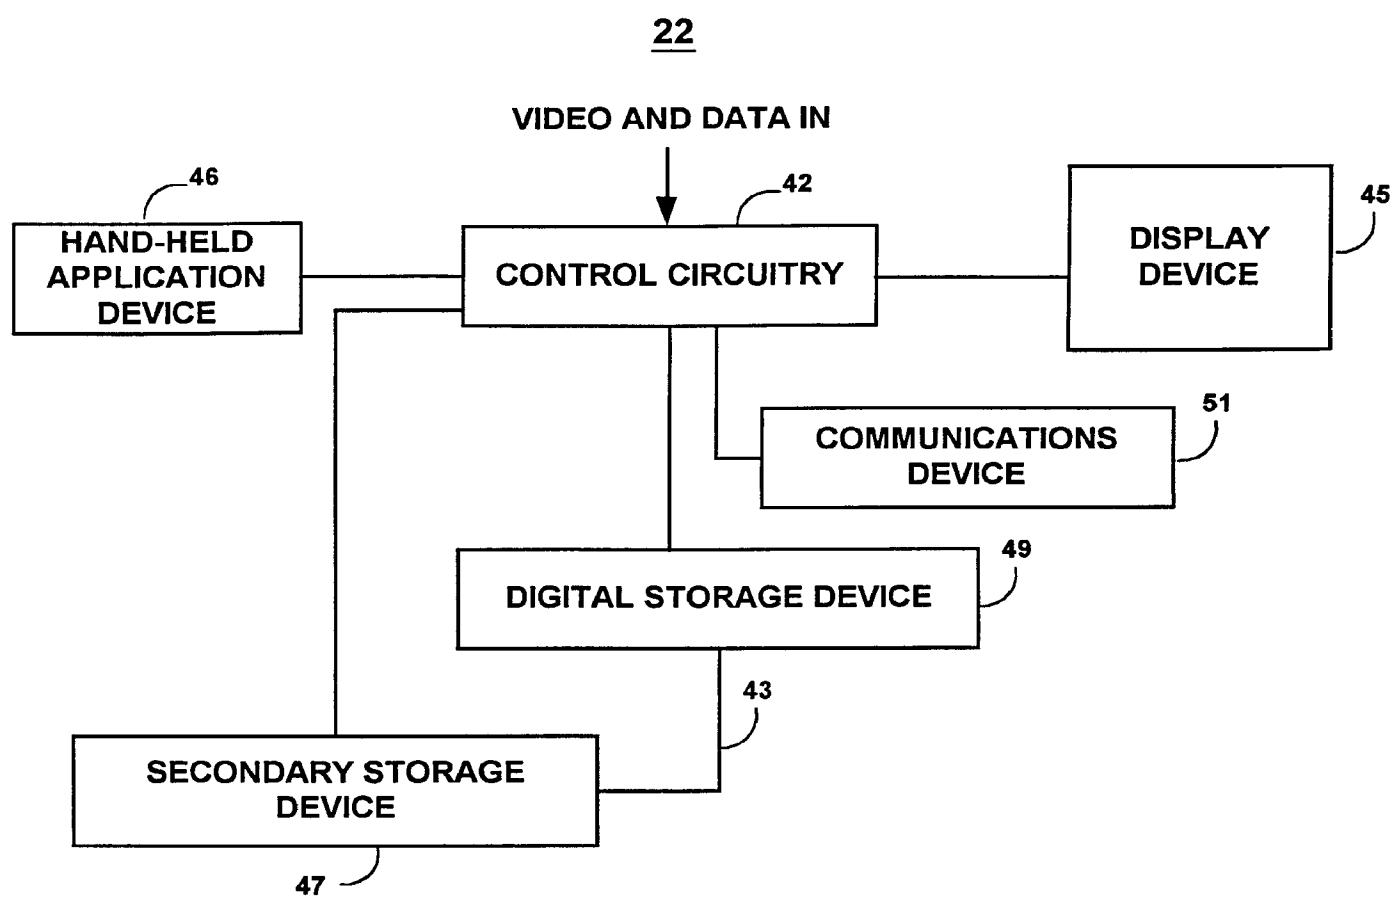 22
VIDEO AND DATA IN
46
42
45
HAND-HELD
APPLICATION
DEVICE
CONTROL CIRCUITRY
DISPLAY
DEVICE
51
COMMUNICATIONS
DEVICE
49
DIGITAL STORAGE DEVICE
43
SECONDARY STORAGE
DEVICE
47